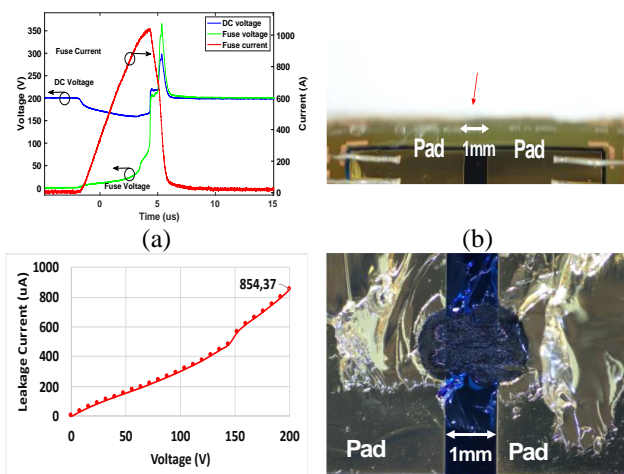 DC voltage
Fuse voltage
Fuse current
Fuse Current
DC Voltage
Fuse Voltage
Voltage (V)
350
300
250
200
150
100
50
0
Current (A)
1000
800
600
400
200
0
0
5
10
15
Time (us)
(a)
Pad
1mm
Pad
(b)
Leakage Current (uA)
1000
800
600
400
200
0
854,37
0
50
100
150
200
Voltage (V)
Pad
1mm
Pad